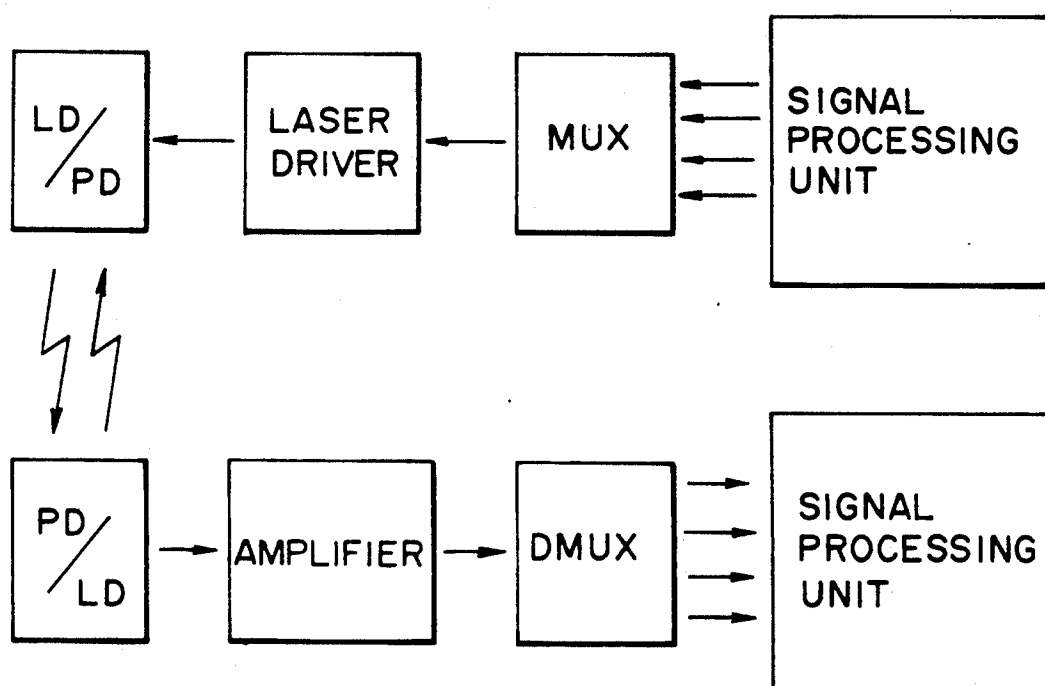 LD/
PD
LASER
DRIVER
MUX
SIGNAL
PROCESSING
UNIT
PD/
LD
AMPLIFIER
DMUX
SIGNAL
PROCESSING
UNIT